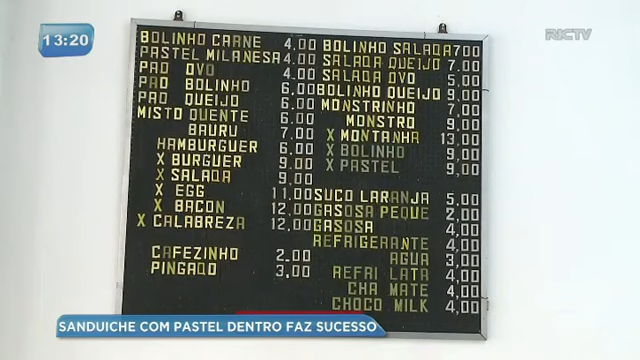 13:20
RICTV
BOLINHO CARNE 4,00
PASTEL MILANESA 4,00
PAO OVO 4,00
PAO BOLINHO 6,00
PAO QUEIJO 6,00
MISTO QUENTE 6,00
BAURU 7,00
HAMBURGUER 6,00
X BURGUER 9,00
X SALADA 9,00
X EGG 11,00
X BACON 12,00
X CALABREZA 12,00
CAFEZINHO 2,00
PINGADO 3,00
BOLINHO SALADA 7 00
SALADA QUEIJO 7,00
SALADA OVO 5,00
BOLINHO QUEIJO 9,00
MONSTRINHO 7,00
MONSTRO 9,00
X MONTANHA 13,00
X BOLINHO 9,00
X PASTEL 9,00
SUCO LARANJA 5,00
GASOSA PEQUE 2,00
GASOSA 4,00
REFRIGERANTE 4,00
AGUA 3,00
REFRI LATA 4,00
CHA MATE 4,00
CHOCO MILK 4,00
SANDUICHE COM PASTEL DENTRO FAZ SUCESSO